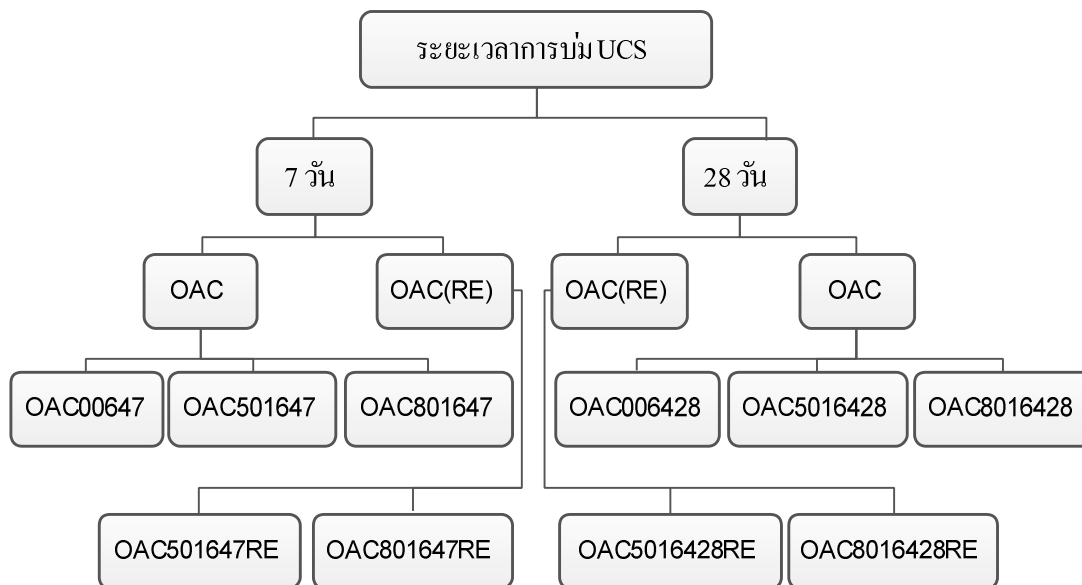 ระยะเวลาการบ่ม UCS
7 วัน
28 วัน
OAC
OAC(RE)
OAC(RE)
OAC
OAC00647
OAC501647
OAC801647
OAC006428
OAC5016428
OAC8016428
OAC501647RE
OAC801647RE
OAC5016428RE
OAC8016428RE